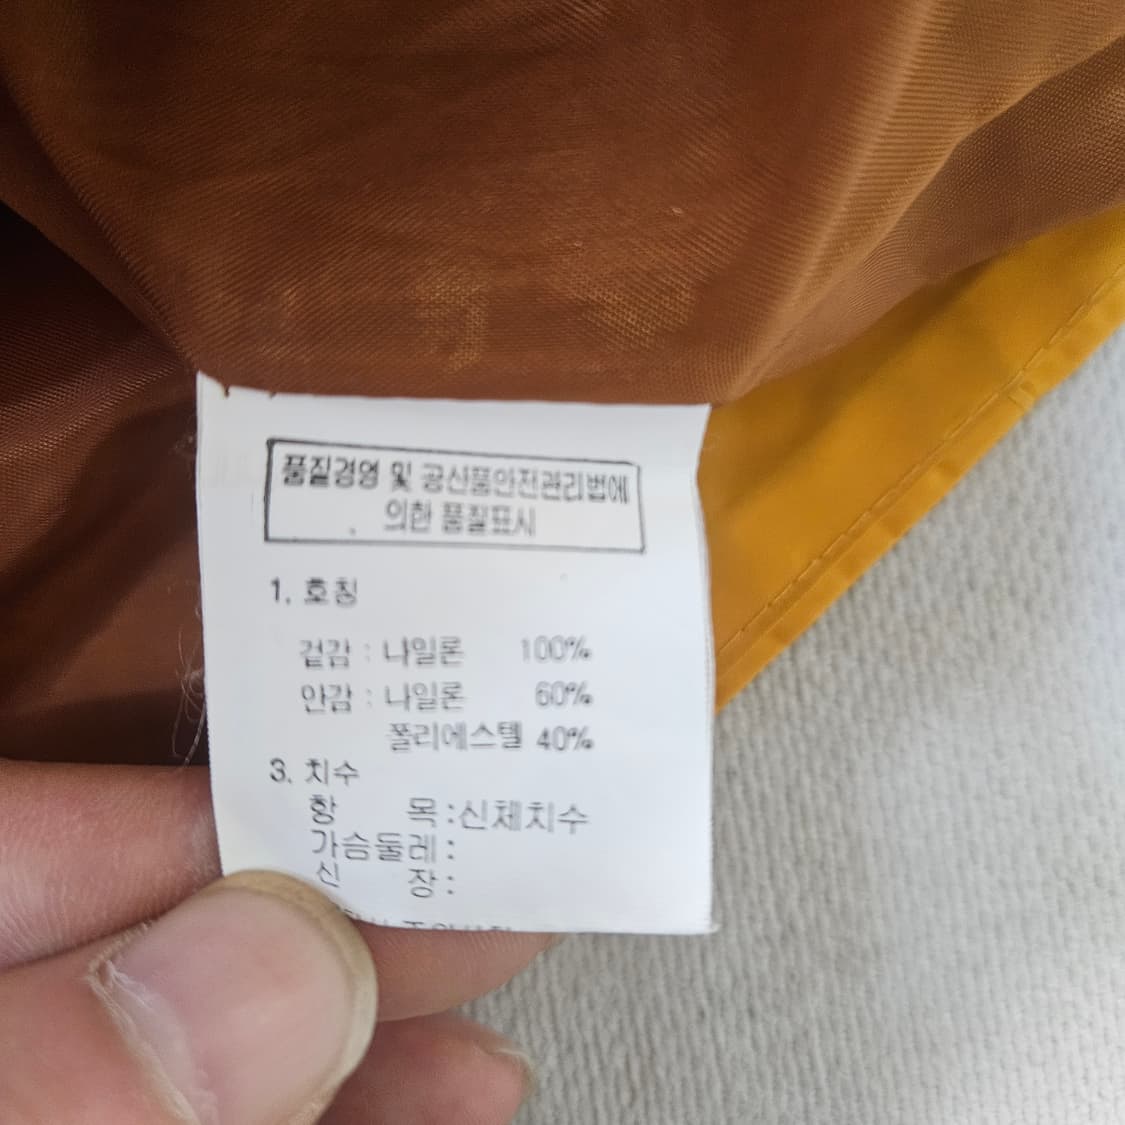 품질경영 및 공산품안전관리법에
의한 품질표시
1. 호칭
겉감 : 나일론 100%
안감 : 나일론 60%
폴리에스텔 40%
3. 치수
항 목 : 신체치수
가슴둘레 :
신 장 :